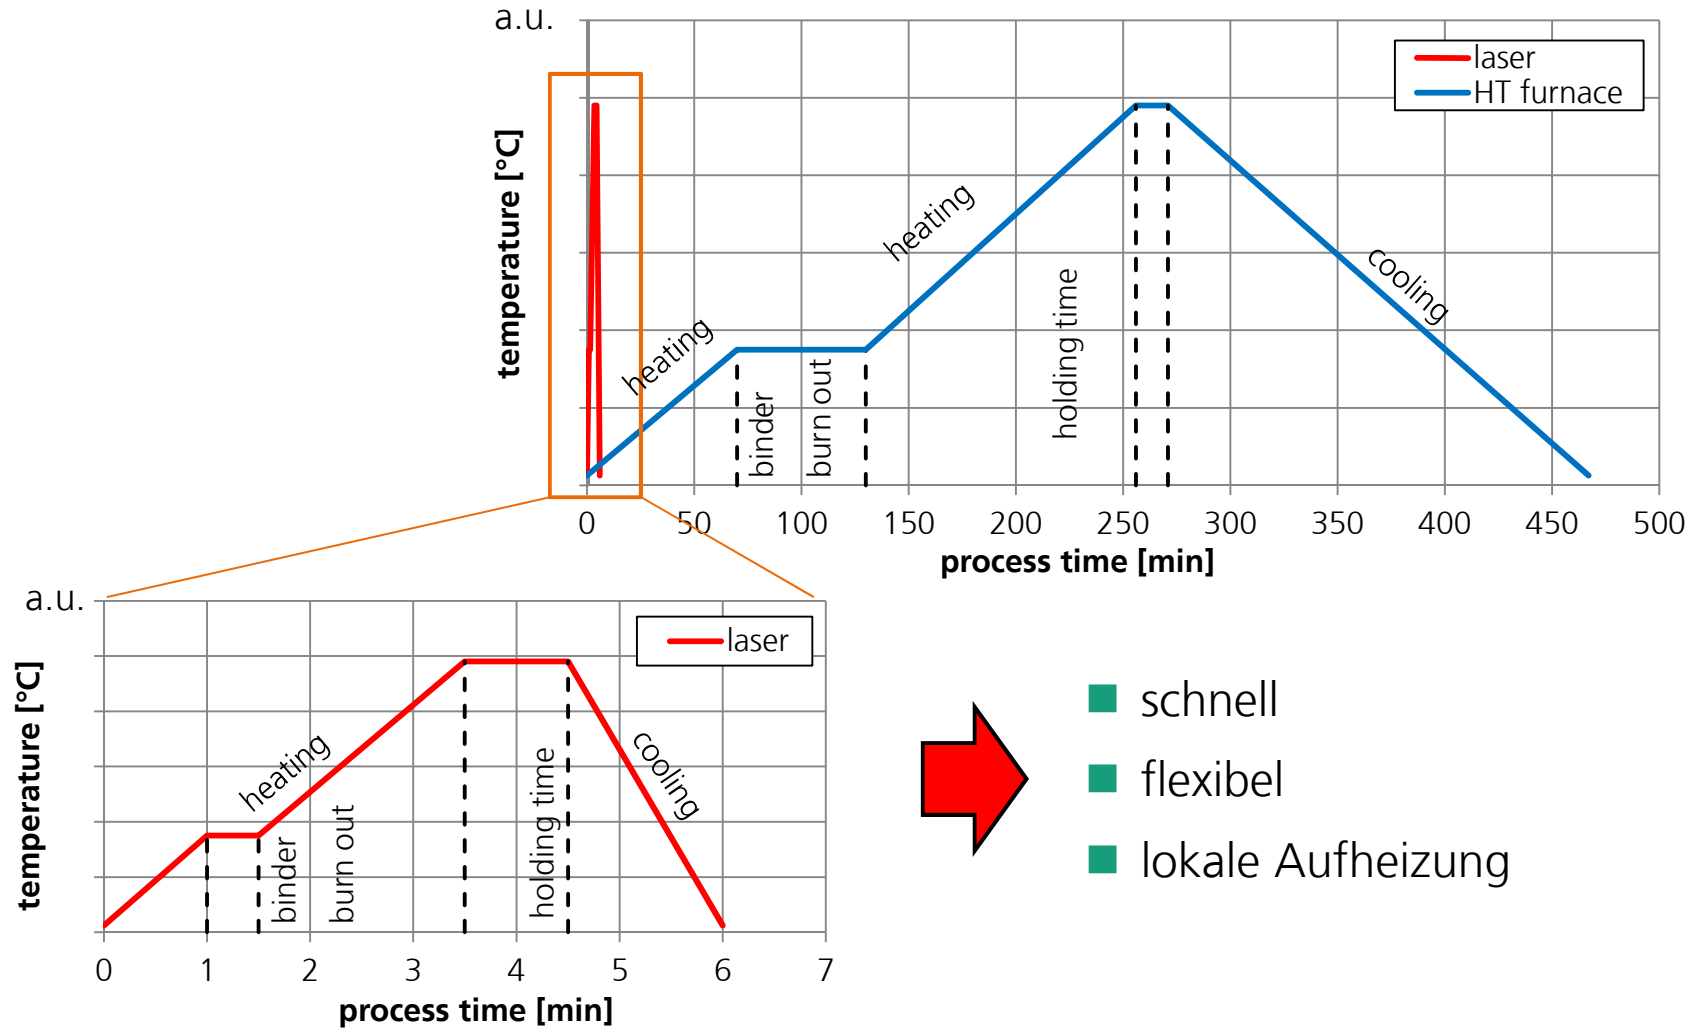 a.u.
laser
HT furnace
temperature [°C]
heating
binder
burn out
heating
holding time
cooling
0 50 100 150 200 250 300 350 400 450 500
process time [min]
a.u.
laser
temperature [°C]
heating
binder
burn out
holding time
cooling
0 1 2 3 4 5 6 7
process time [min]
schnell
flexibel
lokale Aufheizung